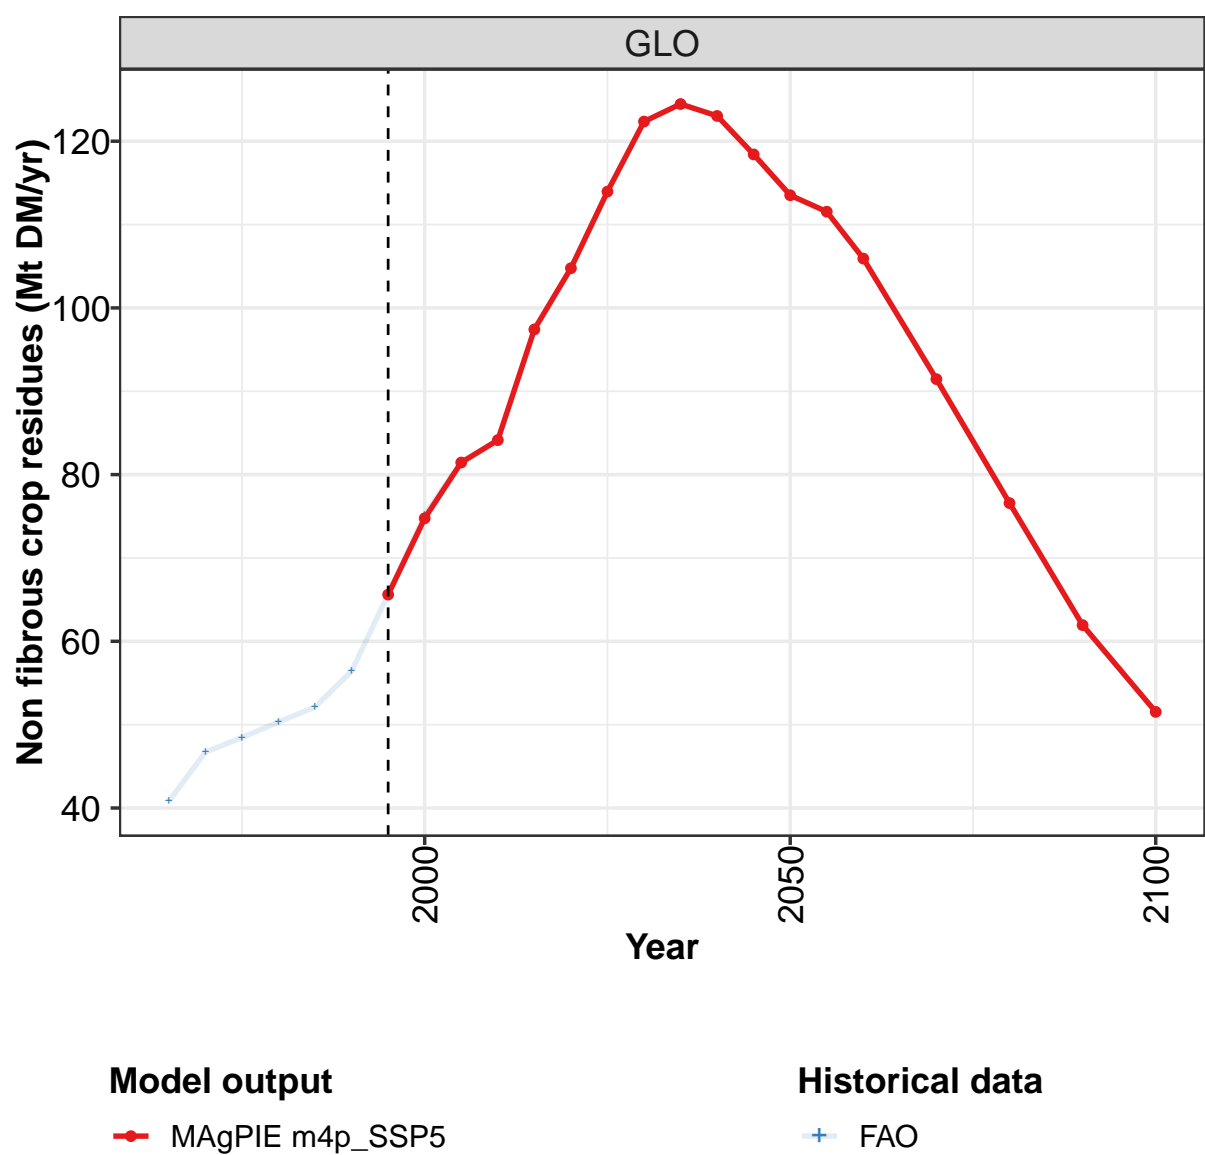 GLO
Non fibrous crop residues (Mt DM/yr)
120
100
80
60
40
2000
2050
2100
Year
Model output
Historical data
MAgPIE m4p_SSP5
FAO